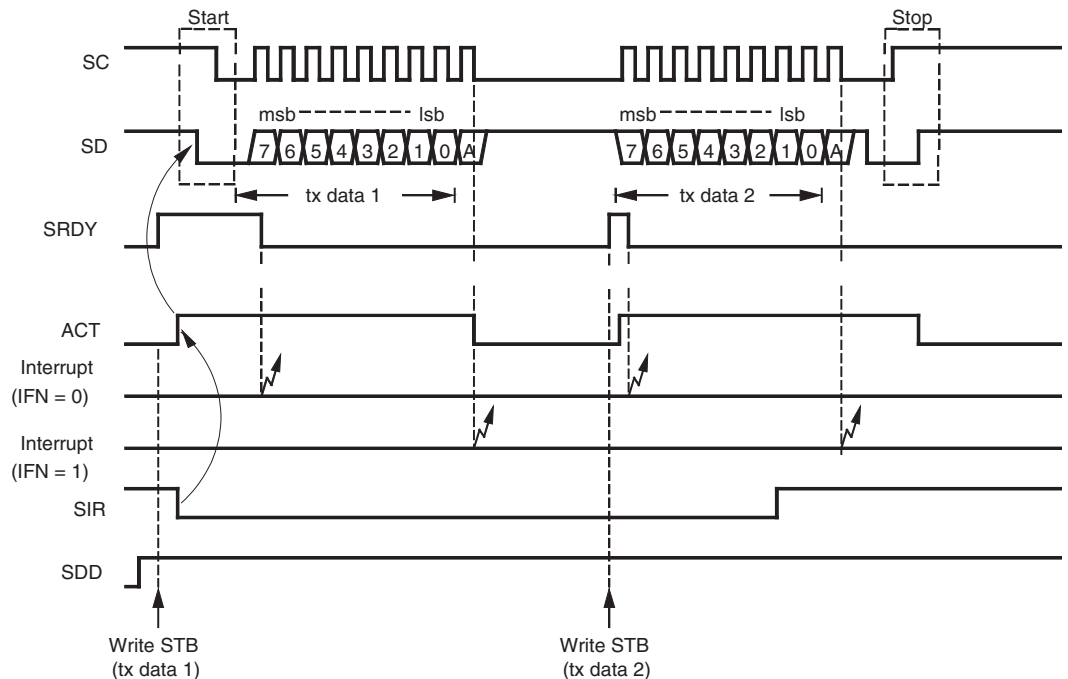 Start
Stop
SC
msb lsb
msb lsb
SD
7 6 5 4 3 2 1 0 A
7 6 5 4 3 2 1 0 A
tx data 1
tx data 2
SRDY
ACT
Interrupt
(IFN = 0)
Interrupt
(IFN = 1)
SIR
SDD
Write STB
(tx data 1)
Write STB
(tx data 2)